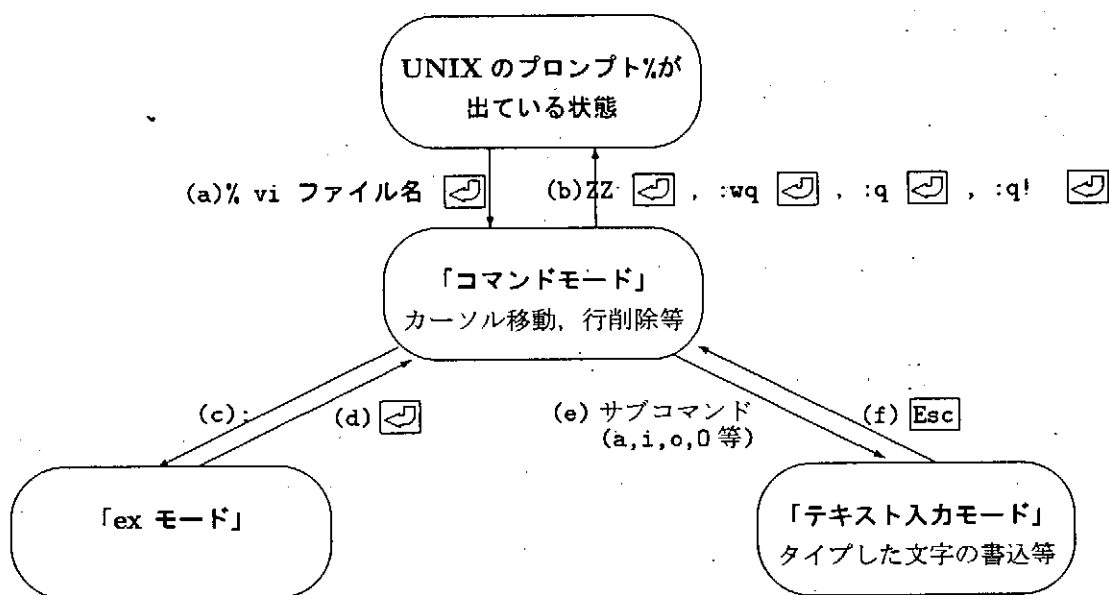 UNIX のプロンプト%が
出ている状態
(a)% vi ファイル名
(b)ZZ , :wq , :q , :q!
「コマンドモード」
カーソル移動, 行削除等
(c):
(d)
(e) サブコマンド
(a,i,o,O 等)
(f) Esc
「ex モード」
「テキスト入力モード」
タイプした文字の書込等